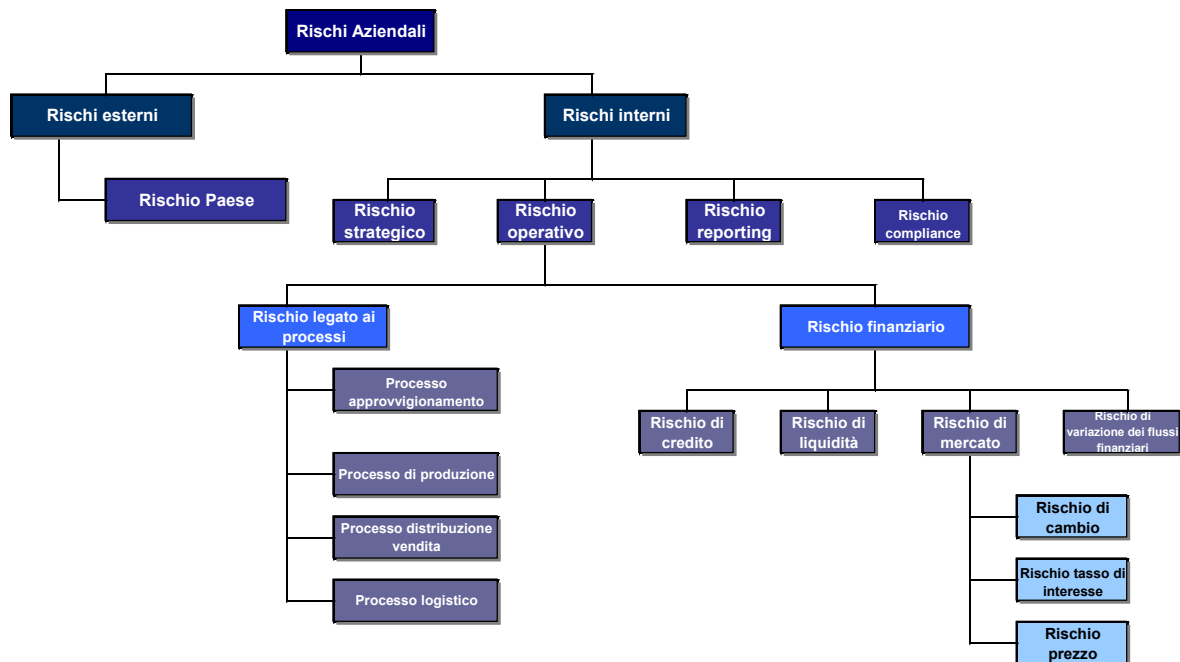 Rischi Aziendali
Rischi esterni
Rischi interni
Rischio Paese
Rischio
strategico
Rischio
operativo
Rischio
reporting
Rischio
compliance
Rischio legato ai
processi
Rischio finanziario
Processo
approvvigionamento
Processo di produzione
Processo distribuzione
vendita
Processo logistico
Rischio di
credito
Rischio di
liquidità
Rischio di
mercato
Rischio di
variazione dei flussi
finanziari
Rischio di
cambio
Rischio tasso di
interesse
Rischio
prezzo